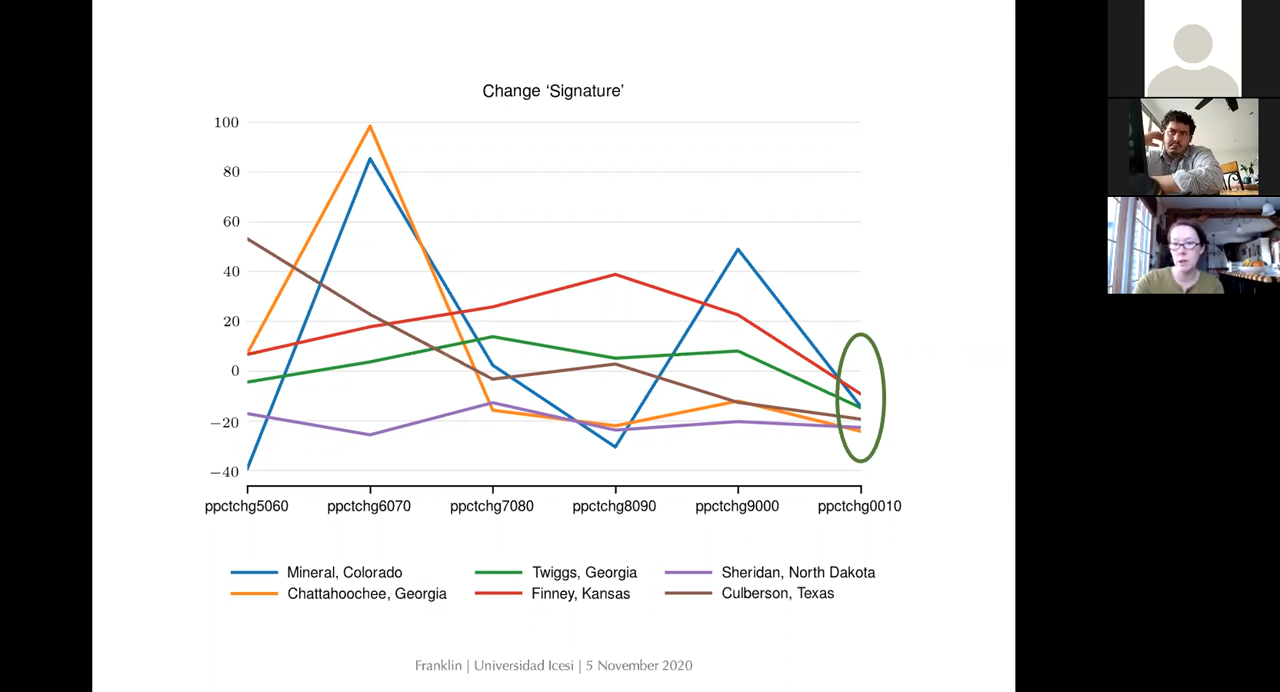 Change ‘Signature’
100
80
60
40
20
0
−20
−40
ppctchg5060 ppctchg6070 ppctchg7080 ppctchg8090 ppctchg9000 ppctchg0010
Mineral, Colorado Twiggs, Georgia Sheridan, North Dakota
Chattahoochee, Georgia Finney, Kansas Culberson, Texas
Franklin | Universidad Icesi | 5 November 2020